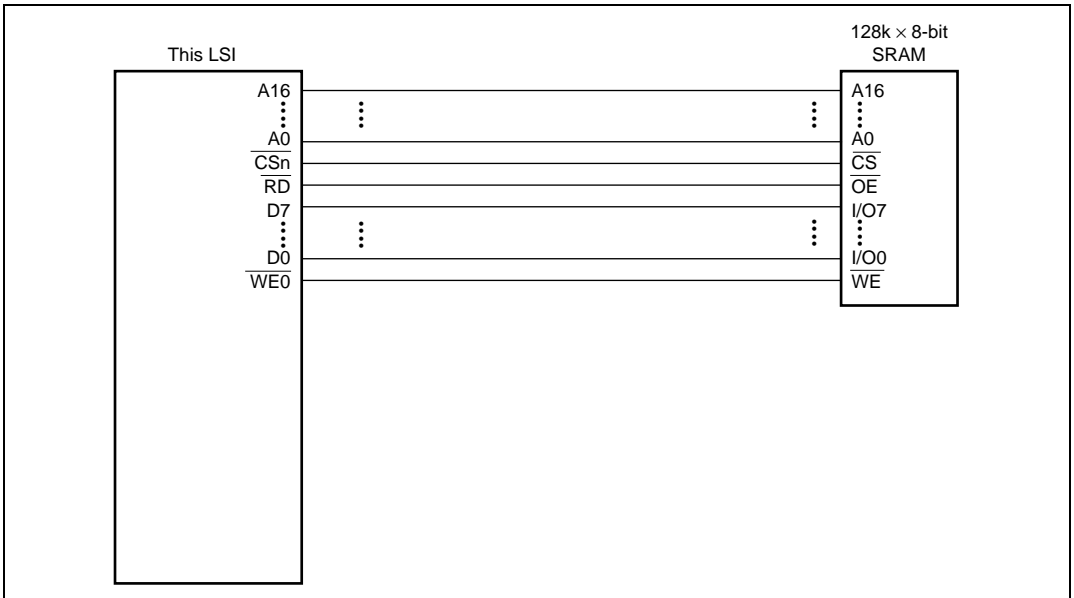 This LSI
128k × 8-bit
SRAM
A16 A16
A0 A0
CSn CS
RD OE
D7 I/O7
D0 I/O0
WE0 WE